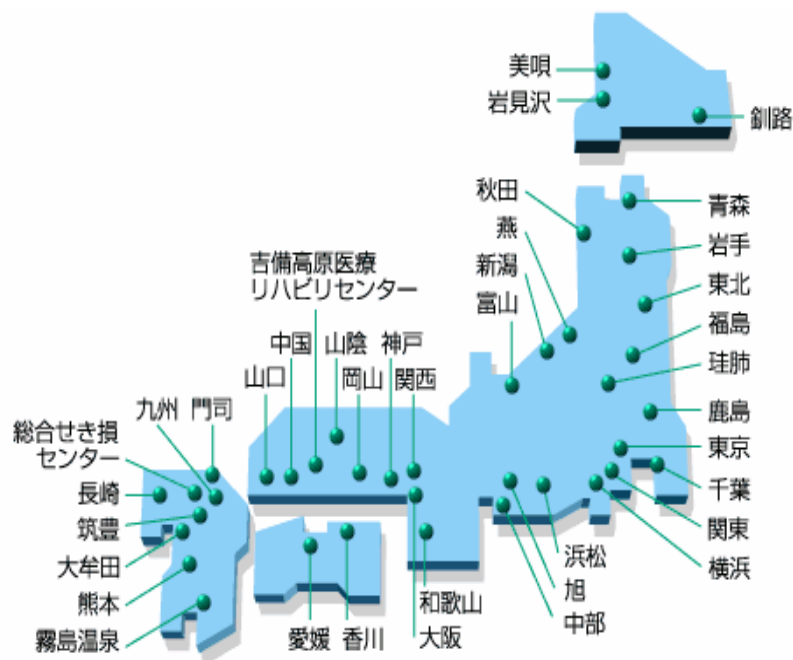 美唄
岩見沢
釧路
秋田
青森
燕
岩手
新潟
吉備高原医療
リハビリセンター
東北
富山
福島
中国
山陰
神戸
珪肺
山口
岡山
関西
九州
門司
鹿島
総合せき損
センター
東京
長崎
千葉
筑豊
関東
大牟田
浜松
横浜
旭
熊本
和歌山
中部
霧島温泉
愛媛
香川
大阪